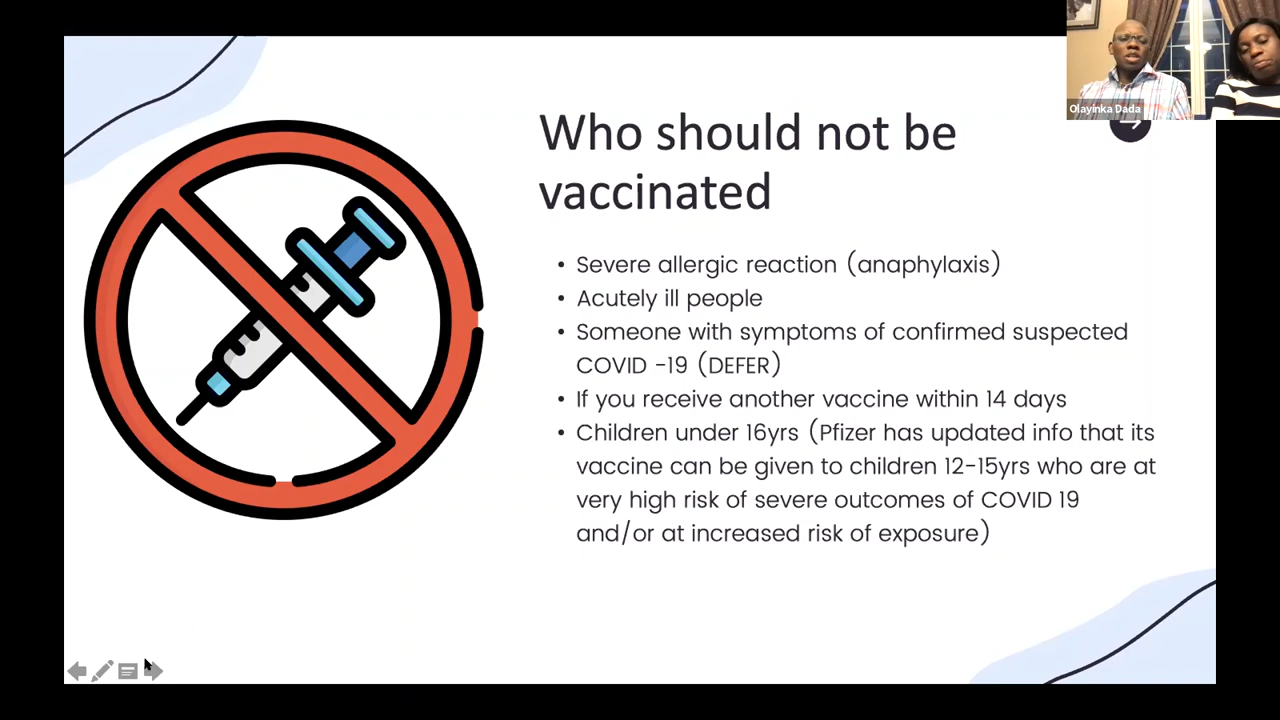 Olayinka Dada
Who should not be
vaccinated
• Severe allergic reaction (anaphylaxis)
• Acutely ill people
• Someone with symptoms of confirmed suspected
COVID -19 (DEFER)
• If you receive another vaccine within 14 days
• Children under 16yrs (Pfizer has updated info that its
vaccine can be given to children 12-15yrs who are at
very high risk of severe outcomes of COVID 19
and/or at increased risk of exposure)